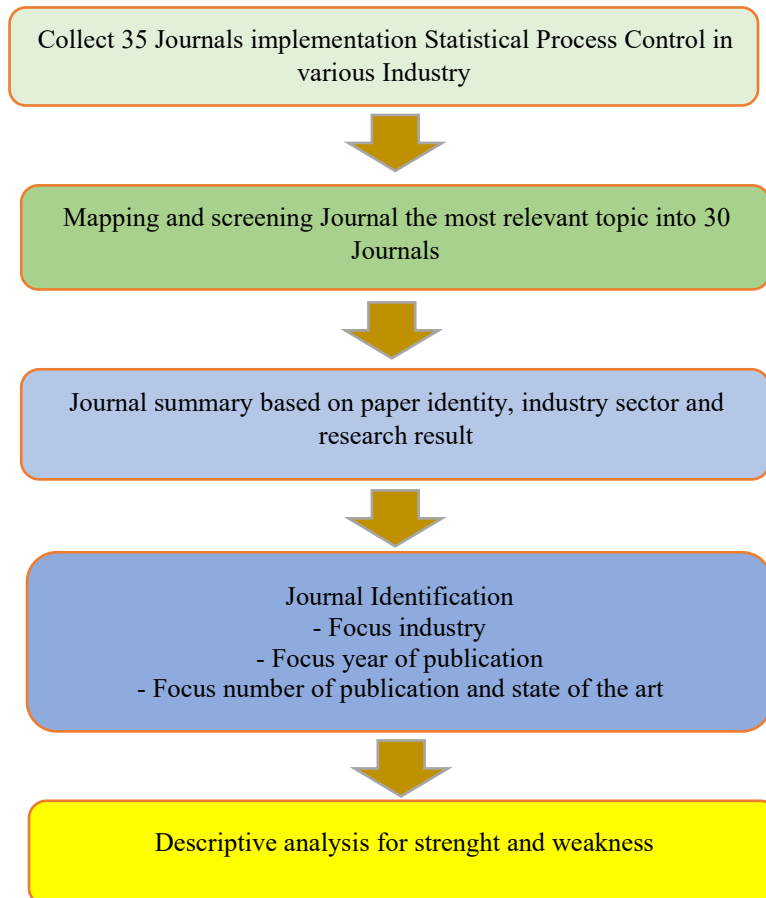 Collect 35 Journals implementation Statistical Process Control in
various Industry
Mapping and screening Journal the most relevant topic into 30
Journals
Journal summary based on paper identity, industry sector and
research result
Journal Identification
- Focus industry
- Focus year of publication
- Focus number of publication and state of the art
Descriptive analysis for strenght and weakness